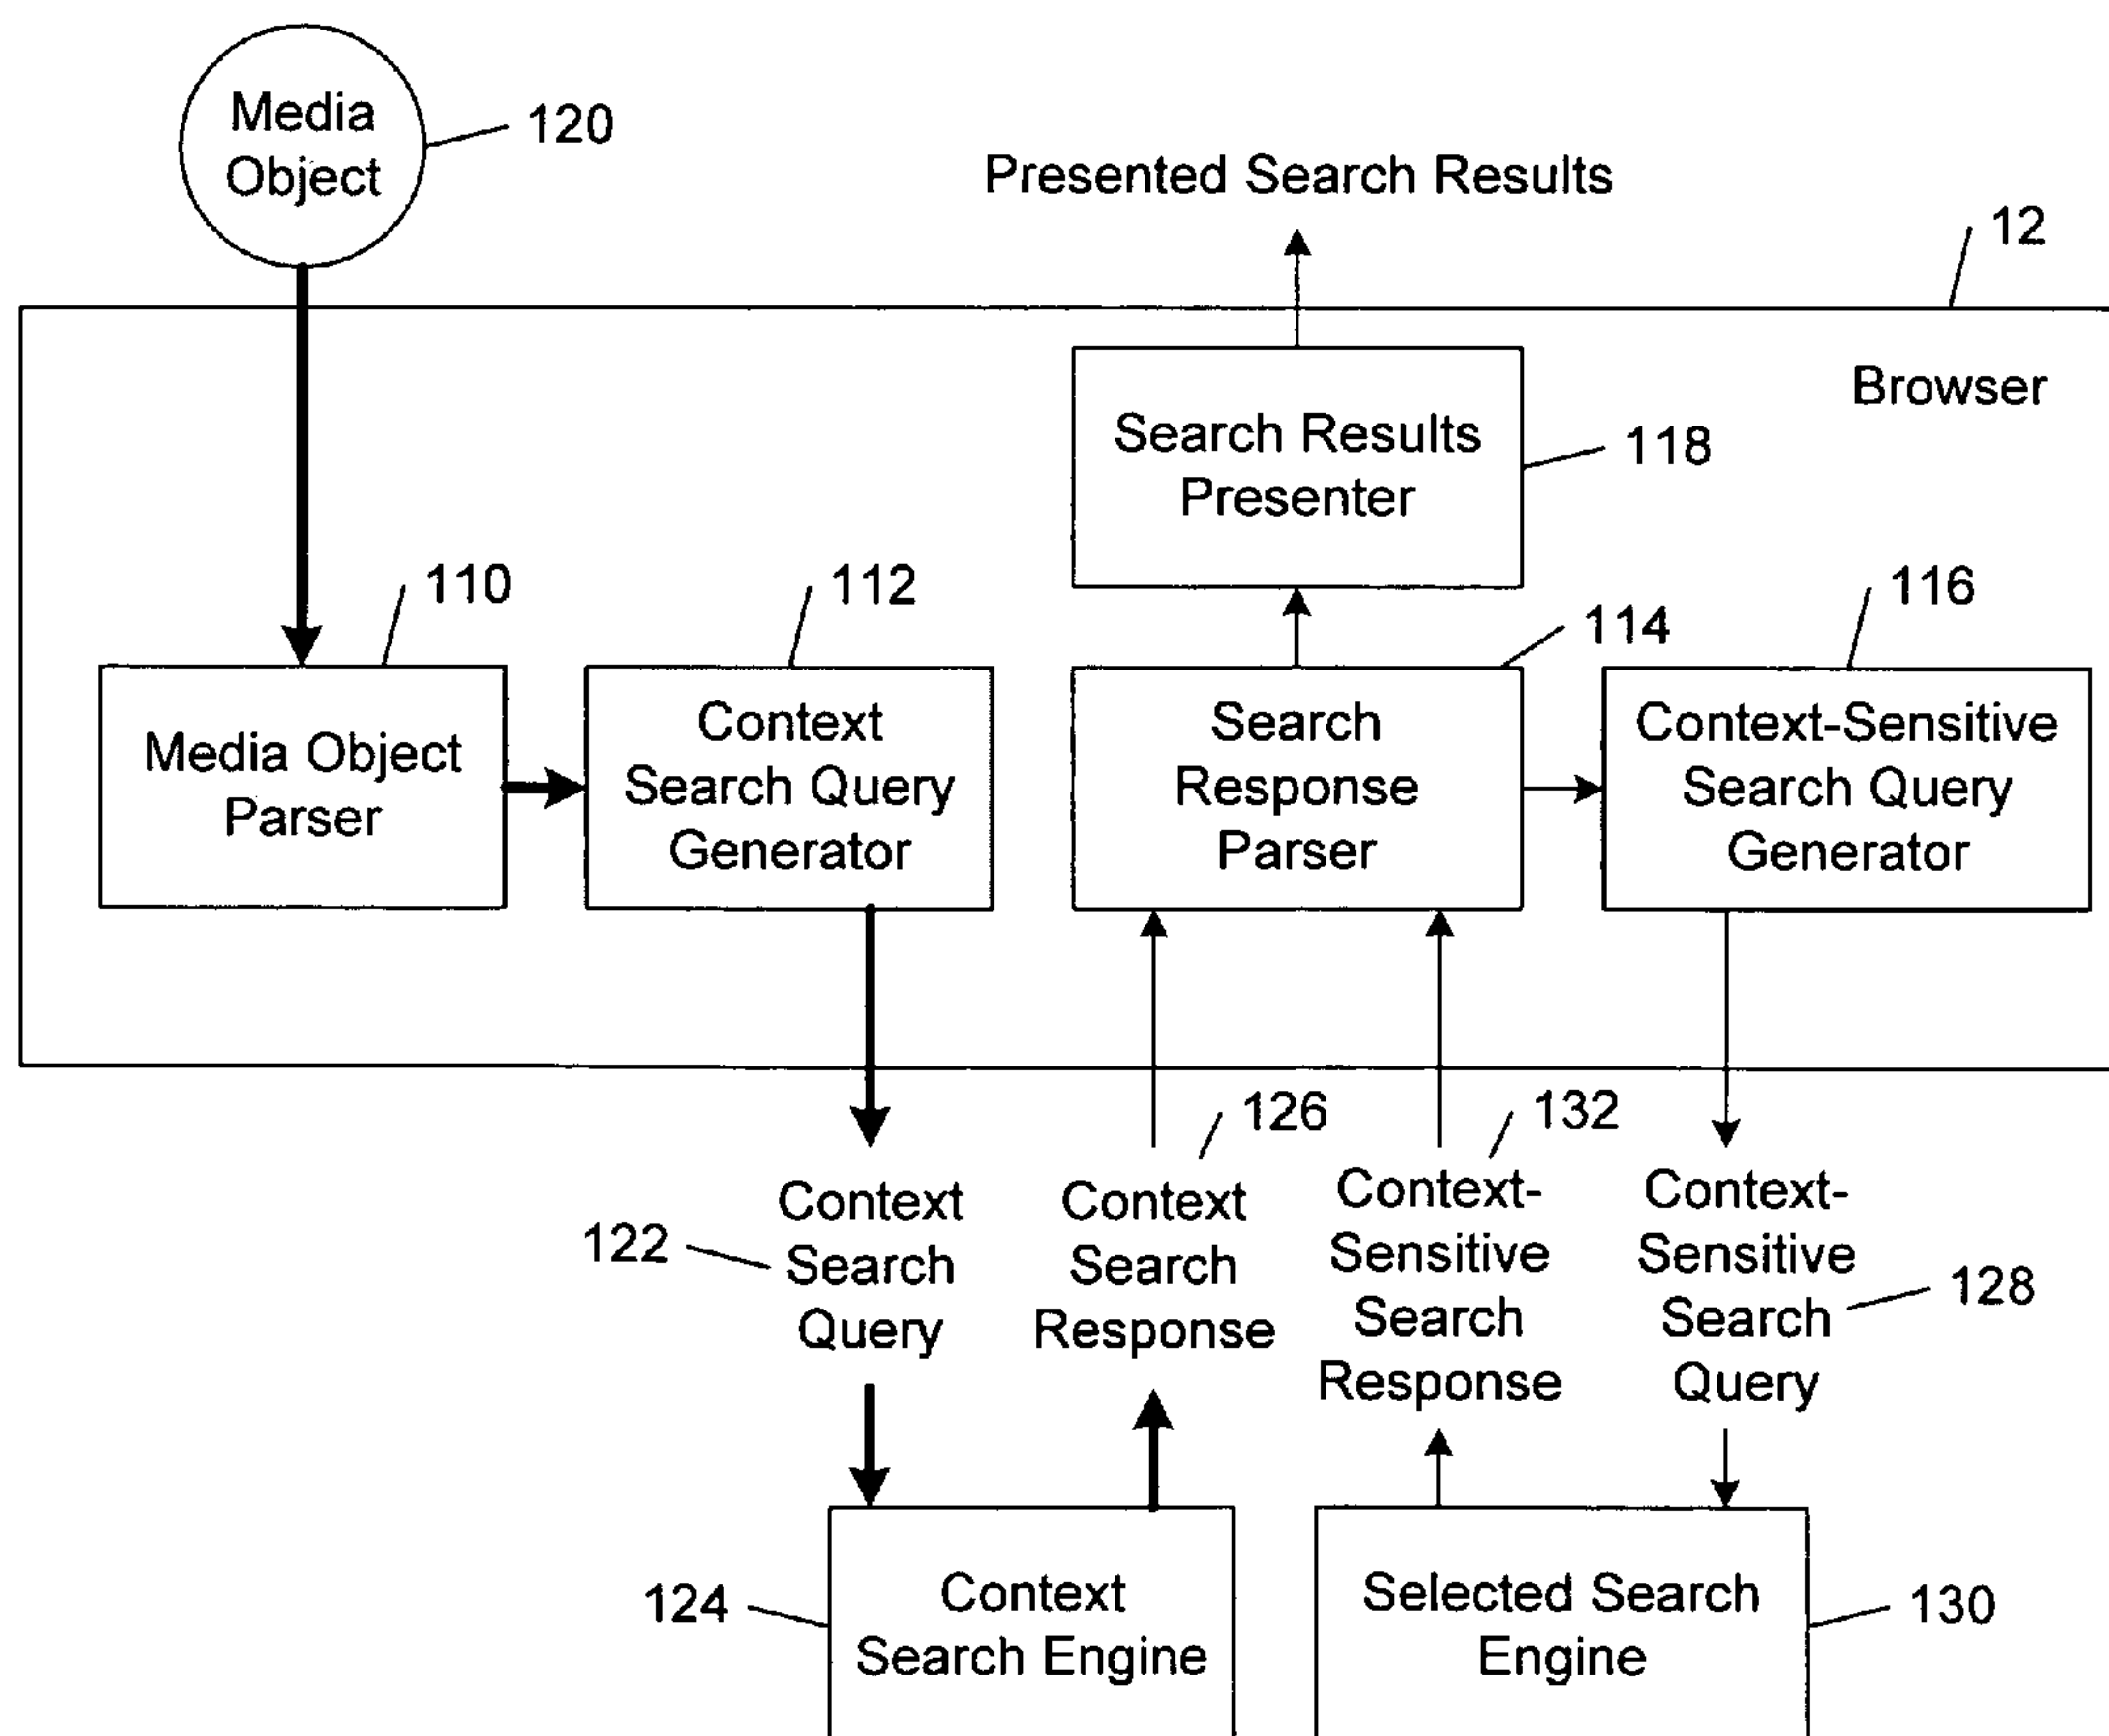 Media
Object
120
Presented Search Results
12
Browser
Search Results
Presenter
118
110
112
114
116
Media Object
Parser
Context
Search Query
Generator
Search
Response
Parser
Context-Sensitive
Search Query
Generator
126
132
122
Context
Search
Query
Context
Search
Response
Context-
Sensitive
Search
Response
Context-
Sensitive
Search
Query
128
124
Context
Search Engine
Selected Search
Engine
130